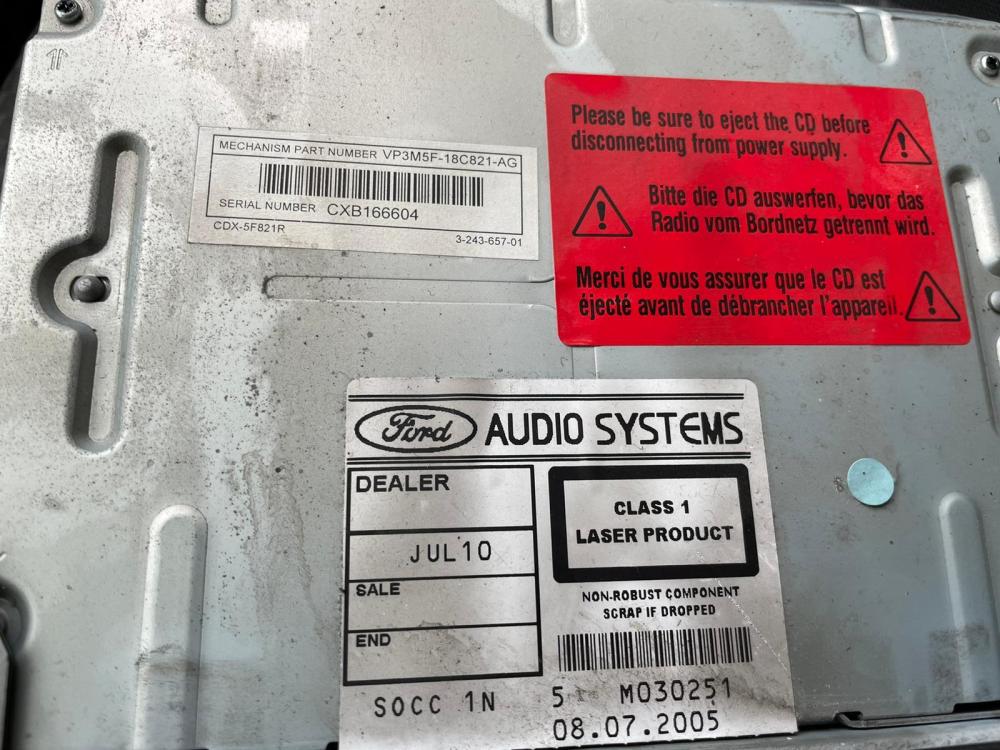 MECHANISM PART NUMBER VP3M5F-18C821-AG
SERIAL NUMBER CXB166604
CDX-5F821R 3-243-657-01
Please be sure to eject the CD before
disconnecting from power supply.
Bitte die CD auswerfen, bevor das
Radio vom Bordnetz getrennt wird.
Merci de vous assurer que le CD est
éjecté avant de débrancher l'appareil.
Ford AUDIO SYSTEMS
DEALER
JUL10
SALE
END
CLASS 1
LASER PRODUCT
NON-ROBUST COMPONENT
SCRAP IF DROPPED
SOCC 1N 5 M030251
08.07.2005